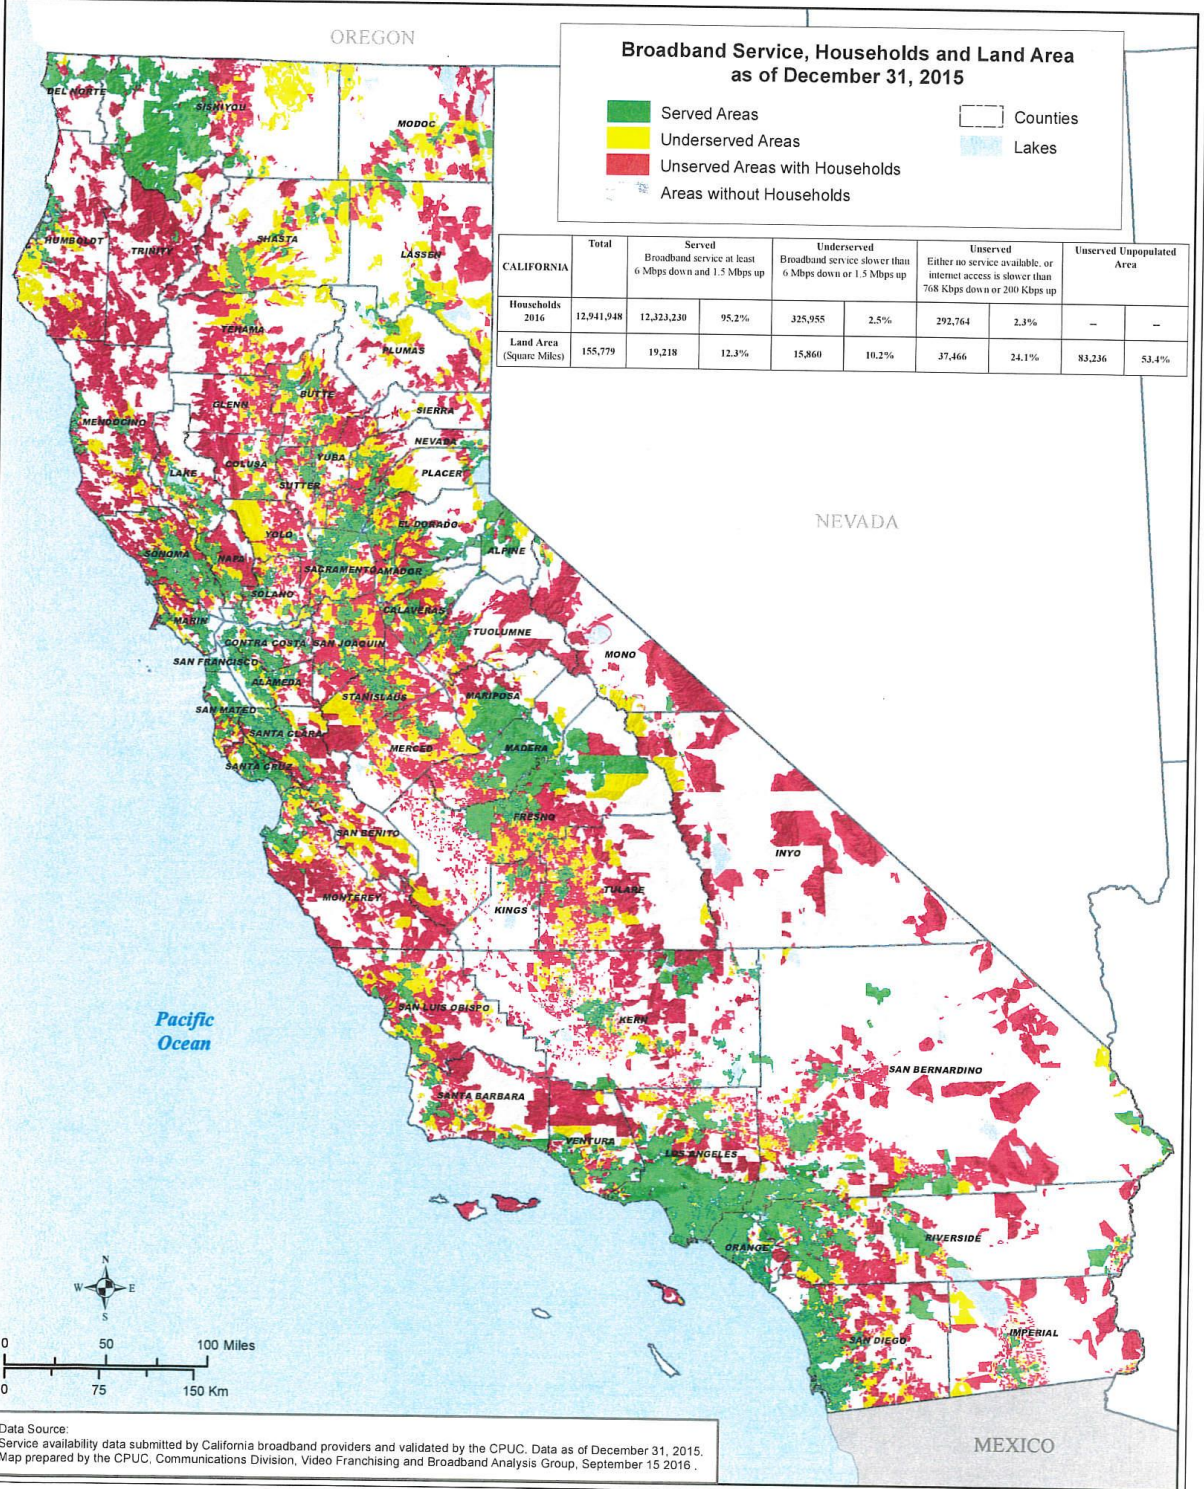 OREGON
Broadband Service, Households and Land Area
as of December 31, 2015
Served Areas
Underserved Areas
Unserved Areas with Households
Areas without Households
Counties
Lakes
CALIFORNIA
Total
Served
Broadband service at least
6 Mbps down and 1.5 Mbps up
Underserved
Broadband service slower than
6 Mbps down or 1.5 Mbps up
Unserved
Either no service available, or
internet access is slower than
768 Kbps down or 200 Kbps up
Unserved Unpopulated
Area
Households
2016
12,941,948
12,323,230
95.2%
325,955
2.5%
292,764
2.3%
--
--
Land Area
(Square Miles)
155,779
19,218
12.3%
15,860
10.2%
37,466
24.1%
83,236
53.4%
DEL NORTE
SISKIYOU
MODOC
HUMBOLDT
TRINITY
SHASTA
LASSEN
TEHAMA
PLUMAS
GLENN
BUTTE
SIERRA
MENDOCINO
NEVADA
LAKE
COLUSA
YUBA
PLACER
SUTTER
EL DORADO
YOLO
NEVADA
SONOMA
NAPA
ALPINE
SACRAMENTO
AMADOR
SOLANO
CALAVERAS
MARIN
TUOLUMNE
CONTRA COSTA
SAN JOAQUIN
MONO
SAN FRANCISCO
ALAMEDA
STANISLAUS
MARIPOSA
SAN MATEO
SANTA CLARA
MERCED
MADERA
SANTA CRUZ
FRESNO
SAN BENITO
INYO
MONTEREY
TULARE
KINGS
SAN LUIS OBISPO
KERN
Pacific
Ocean
SAN BERNARDINO
SANTA BARBARA
VENTURA
LOS ANGELES
ORANGE
RIVERSIDE
SAN DIEGO
IMPERIAL
MEXICO
N
W
E
S
0
50
100 Miles
0
75
150 Km
Data Source:
Service availability data submitted by California broadband providers and validated by the CPUC. Data as of December 31, 2015.
Map prepared by the CPUC, Communications Division, Video Franchising and Broadband Analysis Group, September 15 2016 .